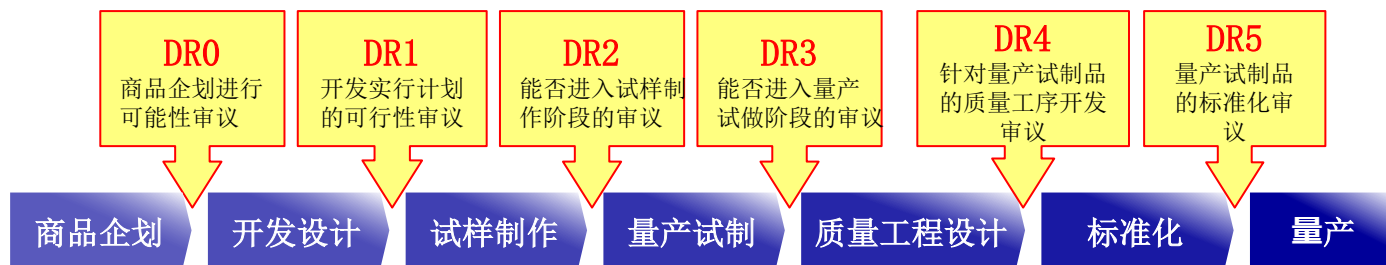 DR0
商品企划进行
可能性审议
DR1
开发实行计划
的可行性审议
DR2
能否进入试样制
作阶段的审议
DR3
能否进入量产
试做阶段的审议
DR4
针对量产试制品
的质量工序开发
审议
DR5
量产试制品
的标准化审
议
商品企划
开发设计
试样制作
量产试制
质量工程设计
标准化
量产